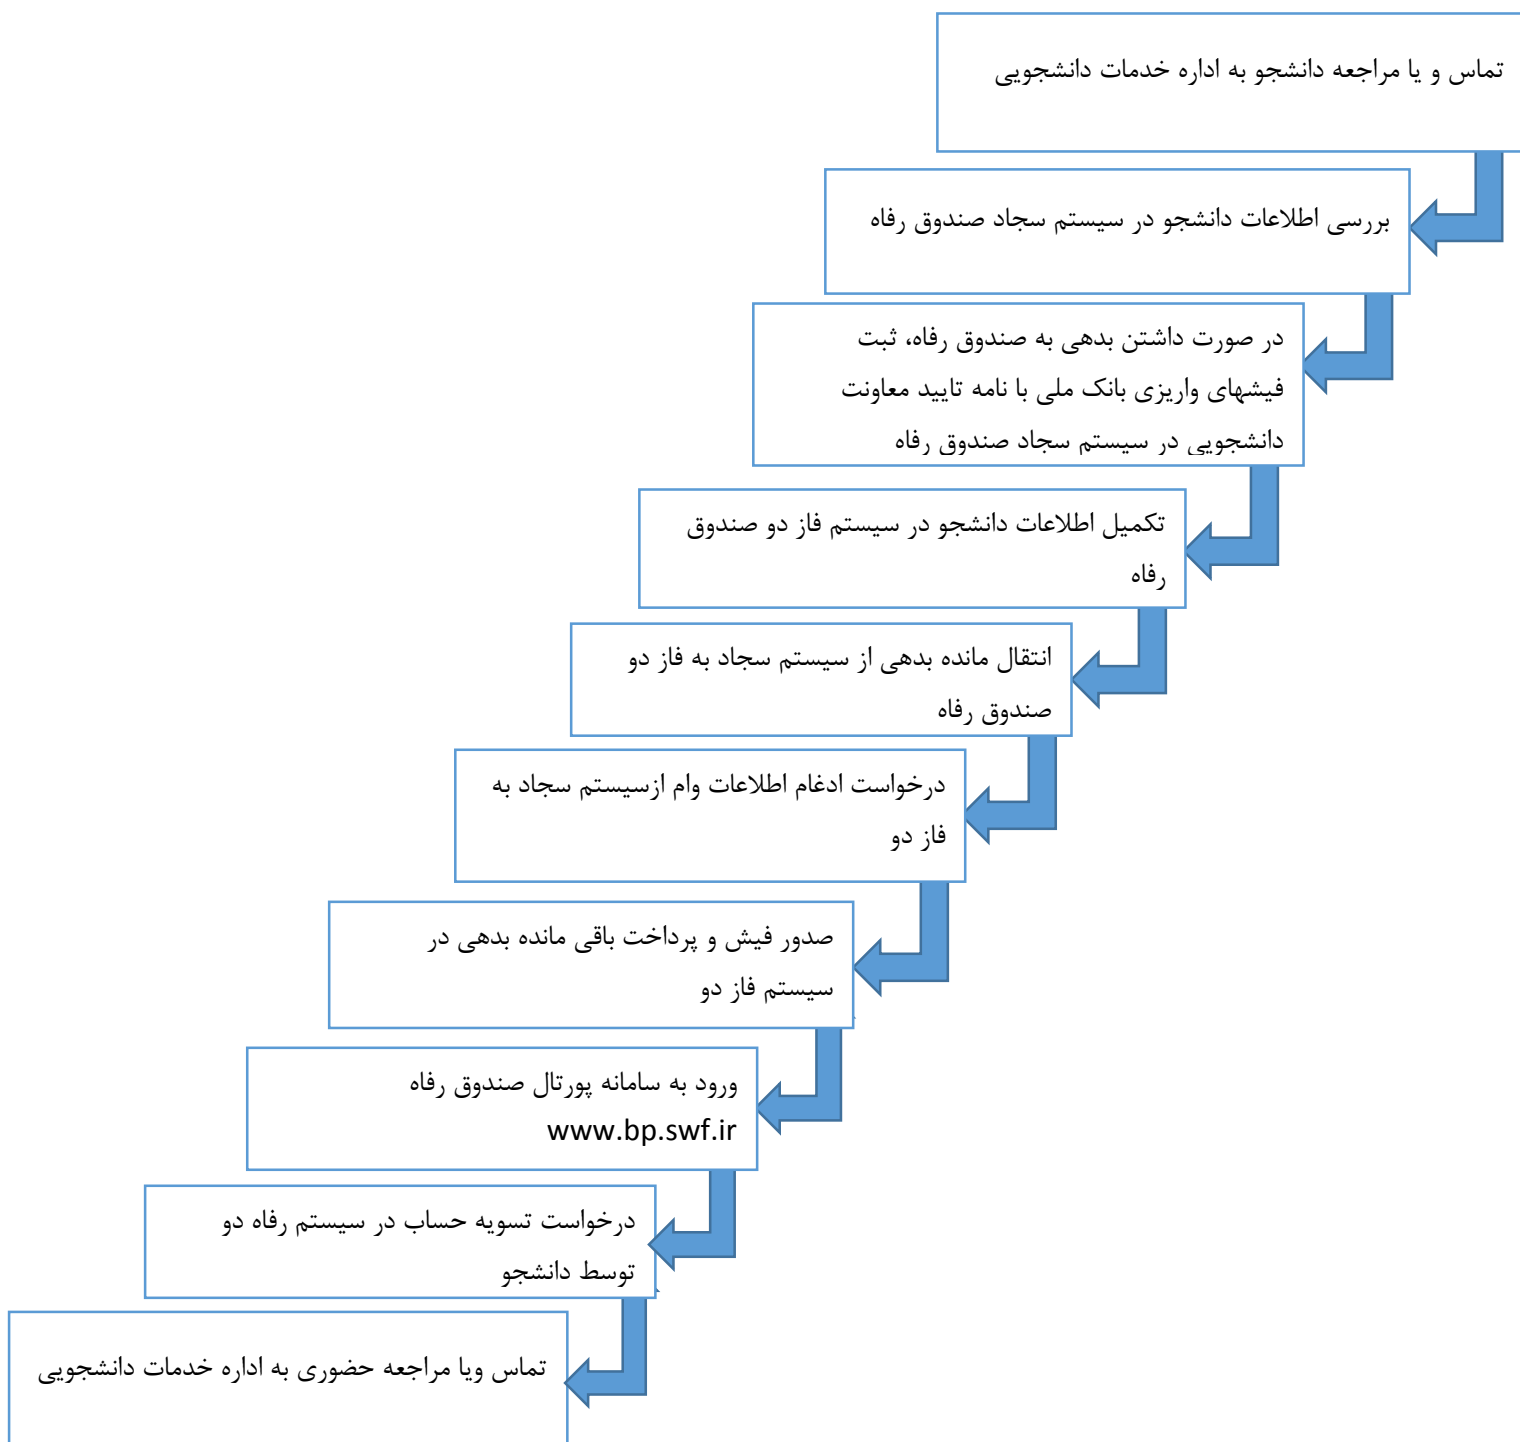 تماس و یا مراجعه دانشجو به اداره خدمات دانشجویی
بررسی اطلاعات دانشجو در سیستم سجاد صندوق رفاه
در صورت داشتن بدهی به صندوق رفاه، ثبت
فیشهای واریزی بانک ملی با نامه تایید معاونت
دانشجویی در سیستم سجاد صندوق رفاه
تکمیل اطلاعات دانشجو در سیستم فاز دو صندوق
رفاه
انتقال مانده بدهی از سیستم سجاد به فاز دو
صندوق رفاه
درخواست ادغام اطلاعات وام ازسیستم سجاد به
فاز دو
صدور فیش و پرداخت باقی مانده بدهی در
سیستم فاز دو
ورود به سامانه پورتال صندوق رفاه
www.bp.swf.ir
درخواست تسویه حساب در سیستم رفاه دو
توسط دانشجو
تماس ویا مراجعه حضوری به اداره خدمات دانشجویی